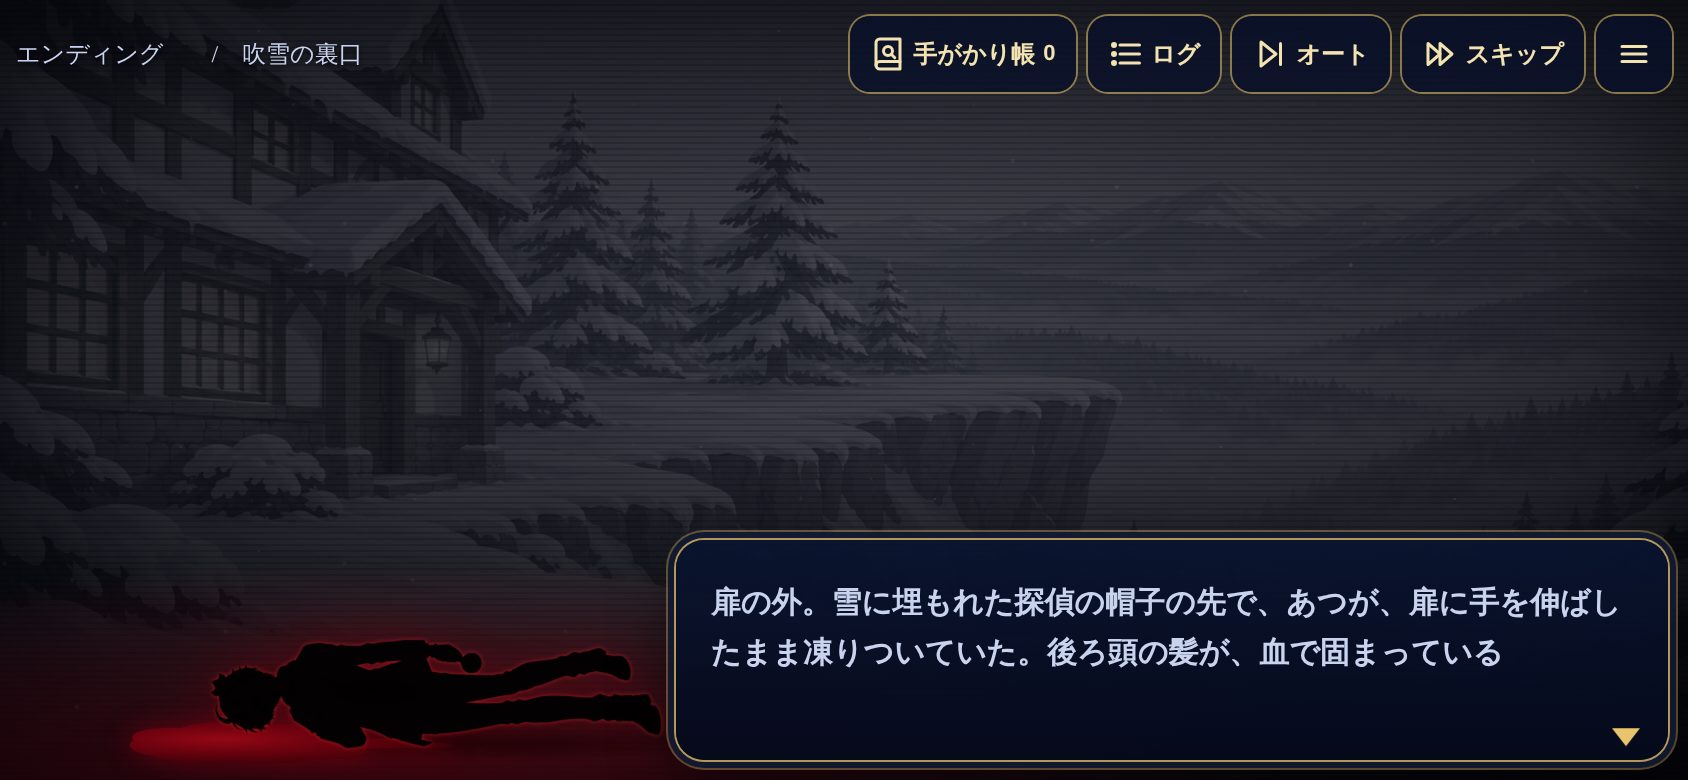 エンディング / 吹雪の裏口
手がかり帳 0
ログ
オート
スキップ
扉の外。雪に埋もれた探偵の帽子の先で、あつが、扉に手を伸ばし
たまま凍りついていた。後ろ頭の髪が、血で固まっている